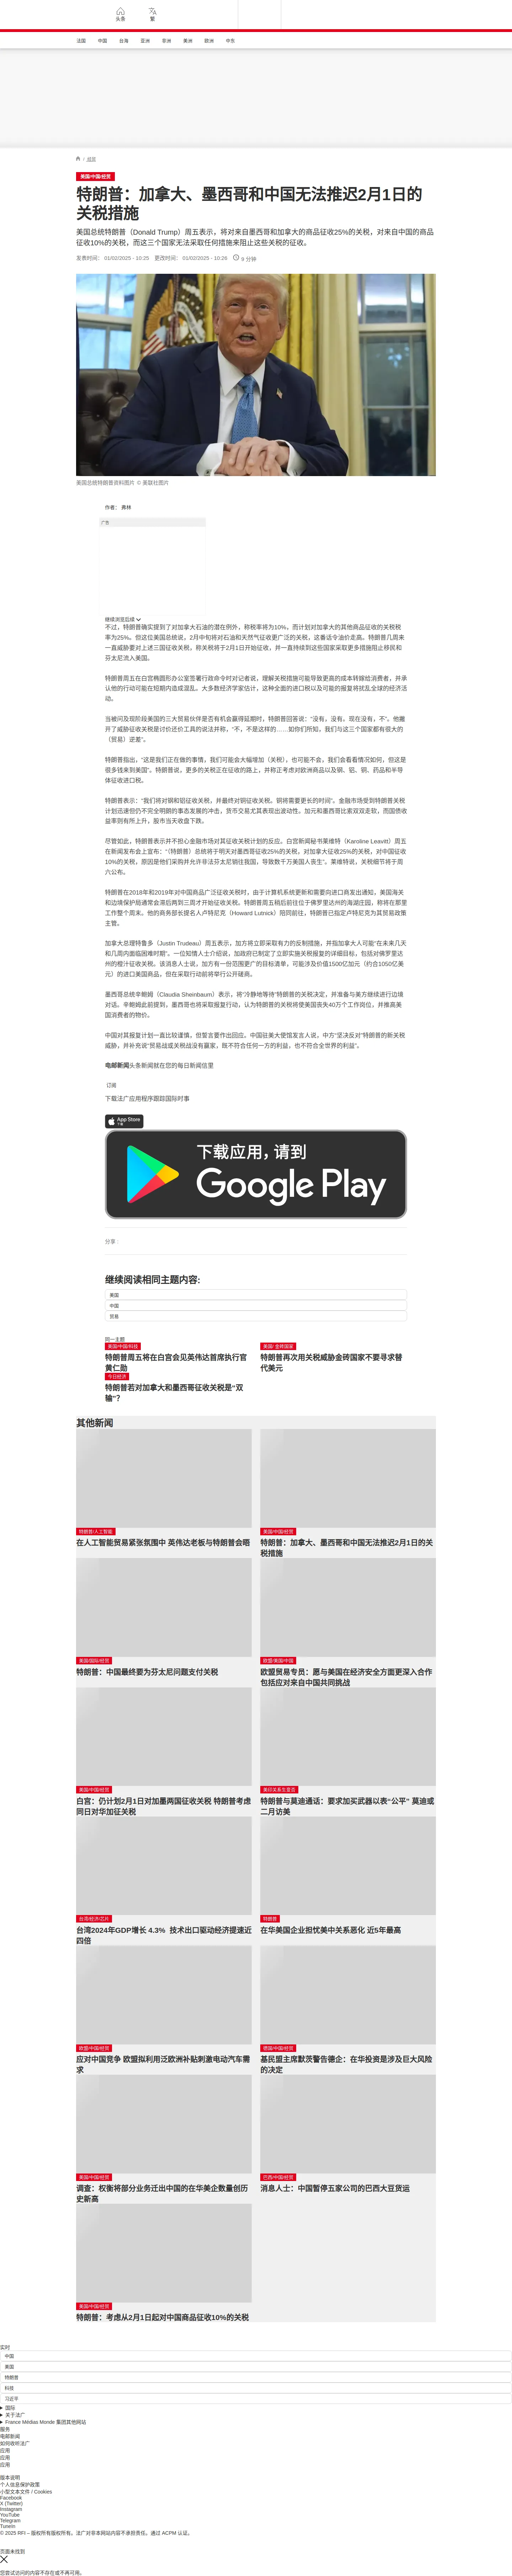 头条
繁
法国
中国
台海
亚洲
非洲
美洲
欧洲
中东
/ 经贸
美国/中国/经贸
特朗普：加拿大、墨西哥和中国无法推迟2月1日的
关税措施
美国总统特朗普（Donald Trump）周五表示，将对来自墨西哥和加拿大的商品征收25%的关税，对来自中国的商品
征收10%的关税，而这三个国家无法采取任何措施来阻止这些关税的征收。
发表时间： 01/02/2025 - 10:25 更改时间： 01/02/2025 - 10:28 9 分钟
美国总统特朗普资料图片 © 美联社图片
作者： 弗林
广告
继续浏览后续
不过，特朗普确实提到了对加拿大石油的潜在例外，称税率将为10%，而计划对加拿大的其他商品征收的关税税
率为25%。但这位美国总统说，2月中旬将对石油和天然气征收更广泛的关税，这番话令油价走高。特朗普几周来
一直威胁要对上述三国征收关税，称关税将于2月1日开始征收，并一直持续到这些国家采取更多措施阻止移民和
芬太尼流入美国。
特朗普周五在白宫椭圆形办公室签署行政命令时对记者说，理解关税措施可能导致更高的成本转嫁给消费者，并承
认他的行动可能在短期内造成混乱。大多数经济学家估计，这种全面的进口税以及可能的报复将扰乱全球的经济活
动。
当被问及现阶段美国的三大贸易伙伴是否有机会赢得延期时，特朗普回答说：“没有，没有。现在没有，不”。他撇
开了威胁征收关税是讨价还价工具的说法并称，“不，不是这样的……如你们所知，我们与这三个国家都有很大的
（贸易）逆差”。
特朗普指出，“这是我们正在做的事情，我们可能会大幅增加（关税），也可能不会。我们会看看情况如何，但这是
很多钱来到美国”。特朗普说，更多的关税正在征收的路上，并称正考虑对欧洲商品以及钢、铝、铜、药品和半导
体征收进口税。
特朗普表示：“我们将对钢和铝征收关税，并最终对铜征收关税。铜将需要更长的时间”。金融市场受到特朗普关税
计划迅速但仍不完全明朗的事态发展的冲击，货币交易尤其表现出波动性。加元和墨西哥比索双双走软，而国债收
益率则有所上升，股市当天收盘下跌。
尽管如此，特朗普表示并不担心金融市场对其征收关税计划的反应。白宫新闻秘书莱维特（Karoline Leavitt）周五
在新闻发布会上宣布：“（特朗普）总统将于明天对墨西哥征收25%的关税，对加拿大征收25%的关税，对中国征收
10%的关税，原因是他们采购并允许非法芬太尼销往我国，导致数千万美国人丧生”。莱维特说，关税细节将于周
六公布。
特朗普在2018年和2019年对中国商品广泛征收关税时，由于计算机系统更新和需要向进口商发出通知，美国海关
和边境保护局通常会滞后两到三周才开始征收关税。特朗普周五稍后前往位于佛罗里达州的海湖庄园，称将在那里
工作整个周末。他的商务部长提名人卢特尼克（Howard Lutnick）陪同前往，特朗普已指定卢特尼克为其贸易政策
主管。
加拿大总理特鲁多（Justin Trudeau）周五表示，加方将立即采取有力的反制措施，并指加拿大人可能“在未来几天
和几周内面临困难时期”。一位知情人士介绍说，加政府已制定了立即实施关税报复的详细目标，包括对佛罗里达
州的橙汁征收关税。该消息人士说，加方有一份范围更广的目标清单，可能涉及价值1500亿加元（约合1050亿美
元）的进口美国商品，但在采取行动前将举行公开磋商。
墨西哥总统辛鲍姆（Claudia Sheinbaum）表示，将“冷静地等待”特朗普的关税决定，并准备与美方继续进行边境
对话。辛鲍姆此前提到，墨西哥也将采取报复行动，认为特朗普的关税将使美国丧失40万个工作岗位，并推高美
国消费者的物价。
中国对其报复计划一直比较谨慎，但誓言要作出回应。中国驻美大使馆发言人说，中方“坚决反对”特朗普的新关税
威胁，并补充说“贸易战或关税战没有赢家，既不符合任何一方的利益，也不符合全世界的利益”。
电邮新闻头条新闻就在您的每日新闻信里
订阅
下载法广应用程序跟踪国际时事
App Store
下载应用，请到
Google Play
分享 :
继续阅读相同主题内容:
美国
中国
贸易
同一主题
美国/中国/科技
特朗普周五将在白宫会见英伟达首席执行官
黄仁勋
美国/ 金砖国家
特朗普再次用关税威胁金砖国家不要寻求替
代美元
今日经济
特朗普若对加拿大和墨西哥征收关税是“双
输”？
其他新闻
特朗普/人工智能
在人工智能贸易紧张氛围中 英伟达老板与特朗普会晤
美国/中国/经贸
特朗普：加拿大、墨西哥和中国无法推迟2月1日的关
税措施
美国/国际/经贸
特朗普：中国最终要为芬太尼问题支付关税
欧盟/美国/中国
欧盟贸易专员：愿与美国在经济安全方面更深入合作
包括应对来自中国共同挑战
美国/中国/经贸
白宫：仍计划2月1日对加墨两国征收关税 特朗普考虑
同日对华加征关税
美印关系五览层
特朗普与莫迪通话：要求加买武器以表“公平” 莫迪或
二月访美
台湾/经济/芯片
台湾2024年GDP增长 4.3% 技术出口驱动经济提速近
四倍
特朗普
在华美国企业担忧美中关系恶化 近5年最高
欧盟/中国/经贸
应对中国竞争 欧盟拟利用泛欧洲补贴刺激电动汽车需
求
德国/中国/经贸
基民盟主席默茨警告德企：在华投资是涉及巨大风险
的决定
美国/中国/经贸
调查：权衡将部分业务迁出中国的在华美企数量创历
史新高
巴西/中国/经贸
消息人士：中国暂停五家公司的巴西大豆货运
美国/中国/经贸
特朗普：考虑从2月1日起对中国商品征收10%的关税
实时
中国
美国
特朗普
科技
习近平
国际
关于法广
France Médias Monde 集团其他网站
服务
电邮新闻
如何收听法广
应用
应用
应用
版本说明
个人信息保护政策
小型文本文件 / Cookies
Facebook
X (Twitter)
Instagram
YouTube
Telegram
TuneIn
© 2025 RFI – 版权所有版权所有。法广对非本网站内容不承担责任。通过 ACPM 认证。
页面未找到
您尝试访问的内容不存在或不再可用。